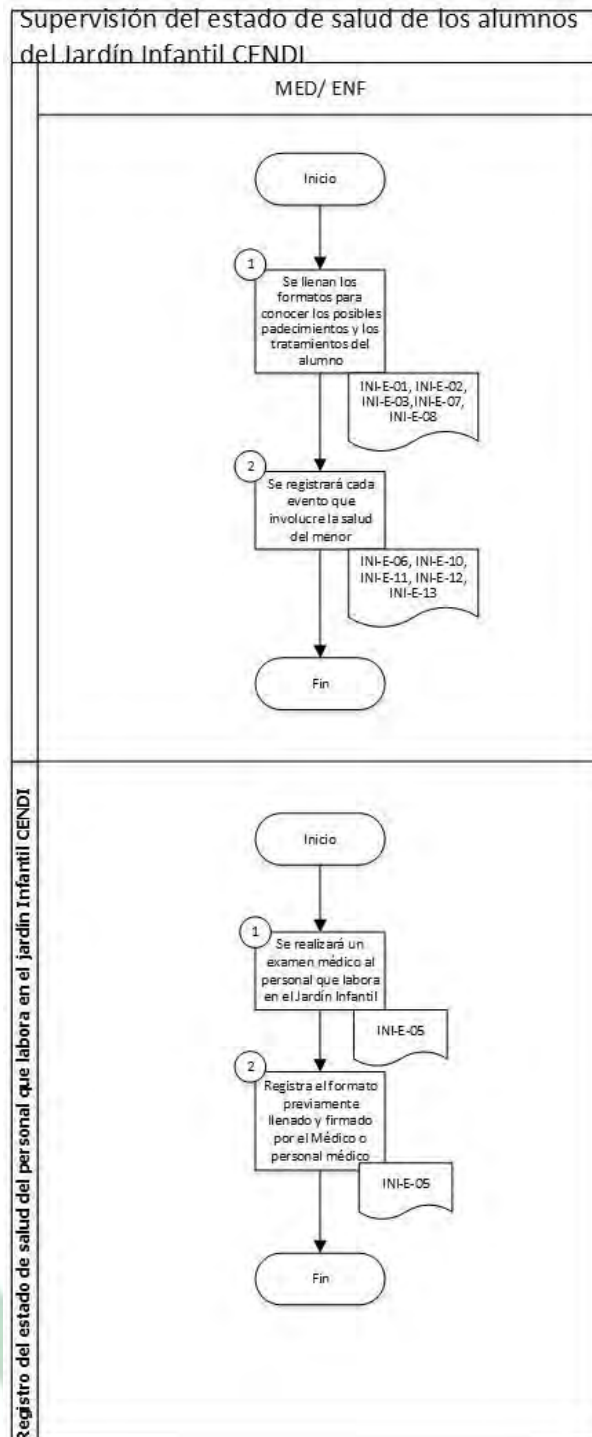 Supervisión del estado de salud de los alumnos
del Jardín Infantil CENDI
MED/ ENF
Inicio
1
Se llenan los
formatos para
conocer los posibles
padecimientos y los
tratamientos del
alumno
INI-E-01, INI-E-02,
INI-E-03,INI-E-07,
INI-E-08
2
Se registrará cada
evento que
involucre la salud
del menor
INI-E-06, INI-E-10,
INI-E-11, INI-E-12,
INI-E-13
Fin
Registro del estado de salud del personal que labora en el jardín Infantil CENDI
Inicio
1
Se realizará un
examen médico al
personal que labora
en el Jardín Infantil
INI-E-05
2
Registra el formato
previamente
llenado y firmado
por el Médico o
personal médico
INI-E-05
Fin